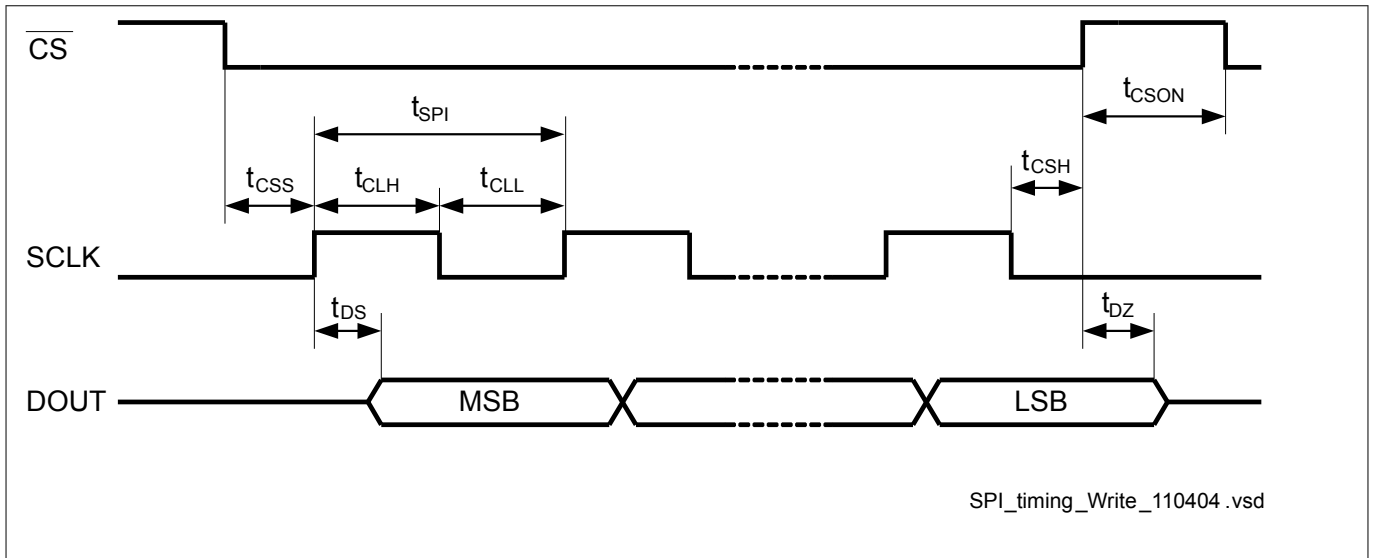 CS
tCSON
tSPI
tCSH
tCSS tCLH tCLL
SCLK
tDS tDZ
DOUT MSB LSB
SPI_timing_Write_110404.vsd